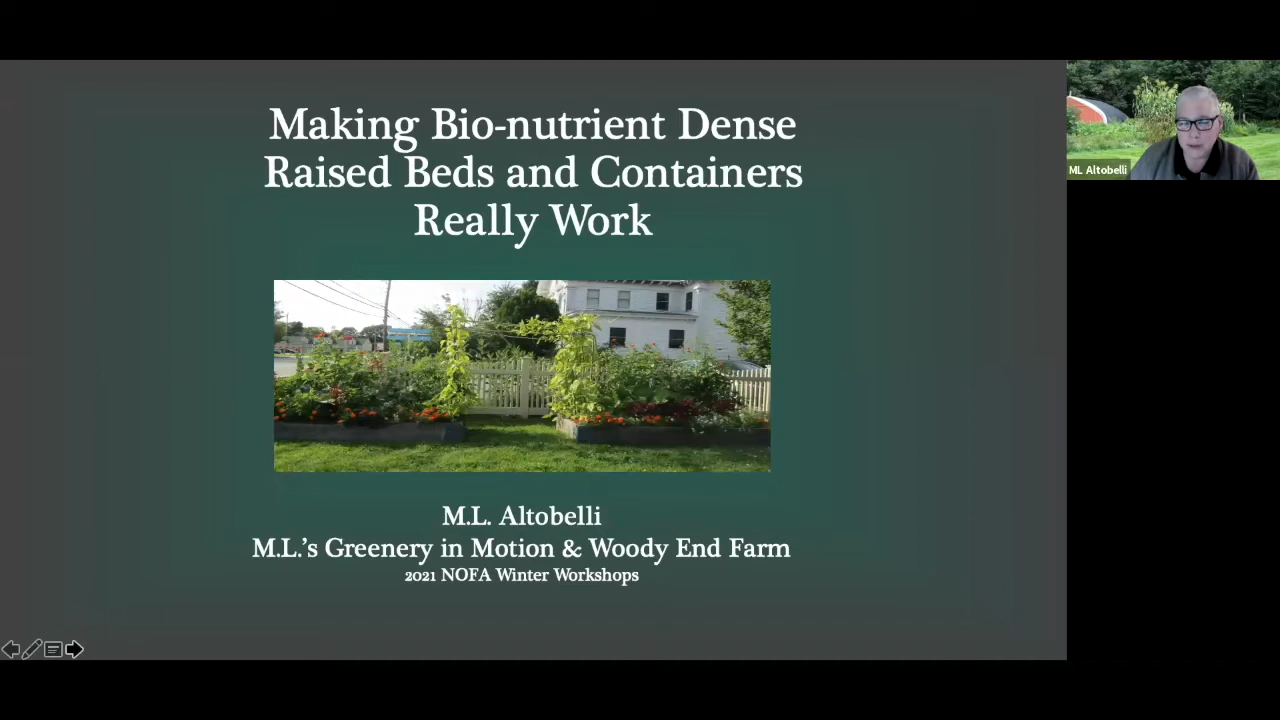 Making Bio-nutrient Dense
Raised Beds and Containers
Really Work
M.L. Altobelli
M.L.'s Greenery in Motion & Woody End Farm
2021 NOFA Winter Workshops
ML Altobelli